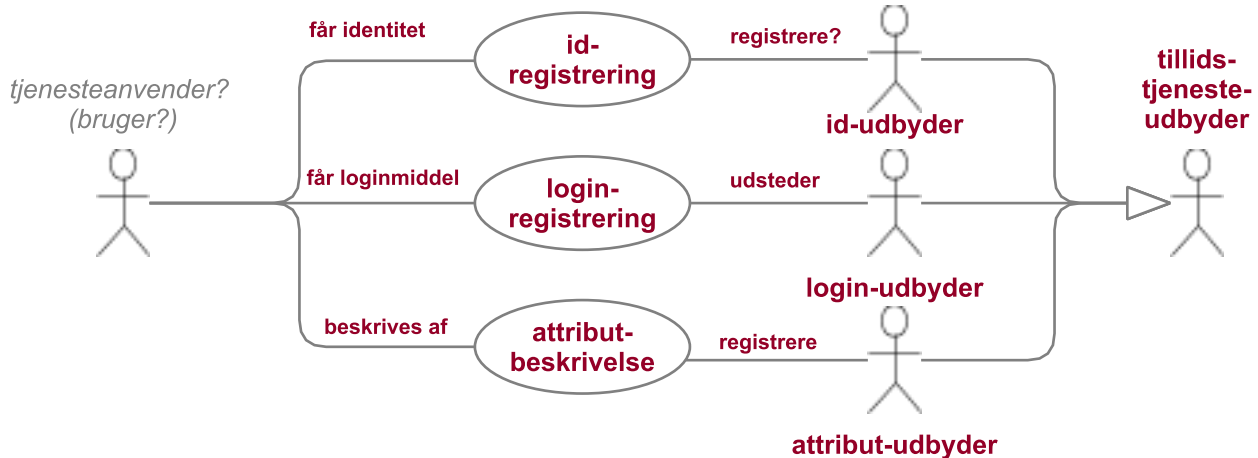 tjenesteanvender?
(bruger?)
får identitet
id-
registrering
registrere?
id-udbyder
tillids-
tjeneste-
udbyder
får loginmiddel
login-
registrering
udsteder
login-udbyder
beskrives af
attribut-
beskrivelse
registrere
attribut-udbyder